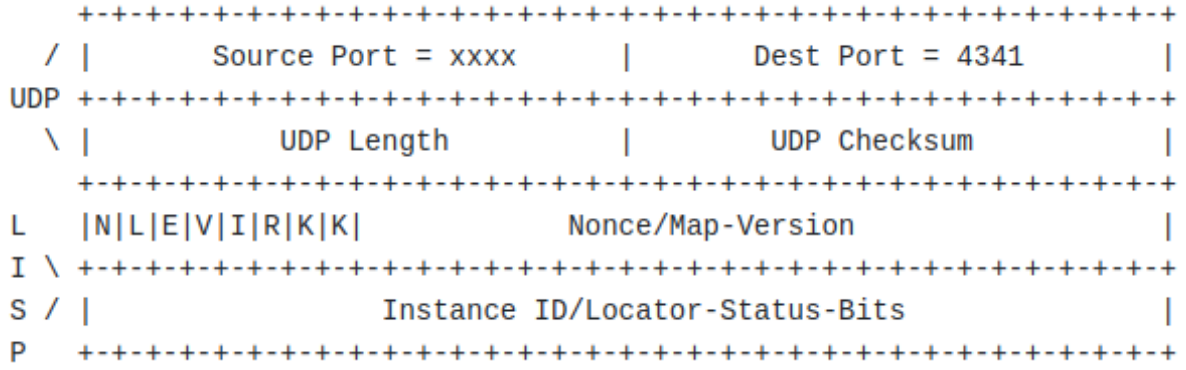 +-+-+-+-+-+-+-+-+-+-+-+-+-+-+-+-+-+-+-+-+-+-+-+-+-+-+-+-+-+-+-+-+
  / |       Source Port = xxxx      |       Dest Port = 4341        |
UDP +-+-+-+-+-+-+-+-+-+-+-+-+-+-+-+-+-+-+-+-+-+-+-+-+-+-+-+-+-+-+-+-+
  \ |           UDP Length          |        UDP Checksum           |
    +-+-+-+-+-+-+-+-+-+-+-+-+-+-+-+-+-+-+-+-+-+-+-+-+-+-+-+-+-+-+-+-+
L   |N|L|E|V|I|R|K|K|            Nonce/Map-Version                  |
I \ +-+-+-+-+-+-+-+-+-+-+-+-+-+-+-+-+-+-+-+-+-+-+-+-+-+-+-+-+-+-+-+-+
S / |                 Instance ID/Locator-Status-Bits               |
P   +-+-+-+-+-+-+-+-+-+-+-+-+-+-+-+-+-+-+-+-+-+-+-+-+-+-+-+-+-+-+-+-+